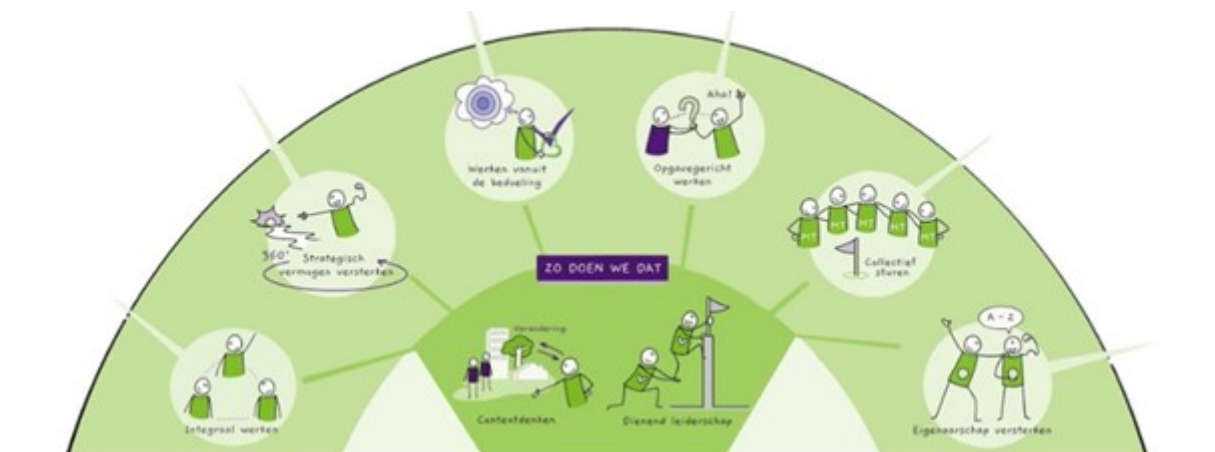 Aha!
Werken vanuit
de bedoeling
Opgavegericht
werken
360°
Strategisch
vermogen versterken
MT
MT
MT
MT
MT
Collectief
sturen
ZO DOEN WE DAT
A - Z
Verandering
Integraal werken
Contextdenken
Dienend leiderschap
Eigenaarschap versterken